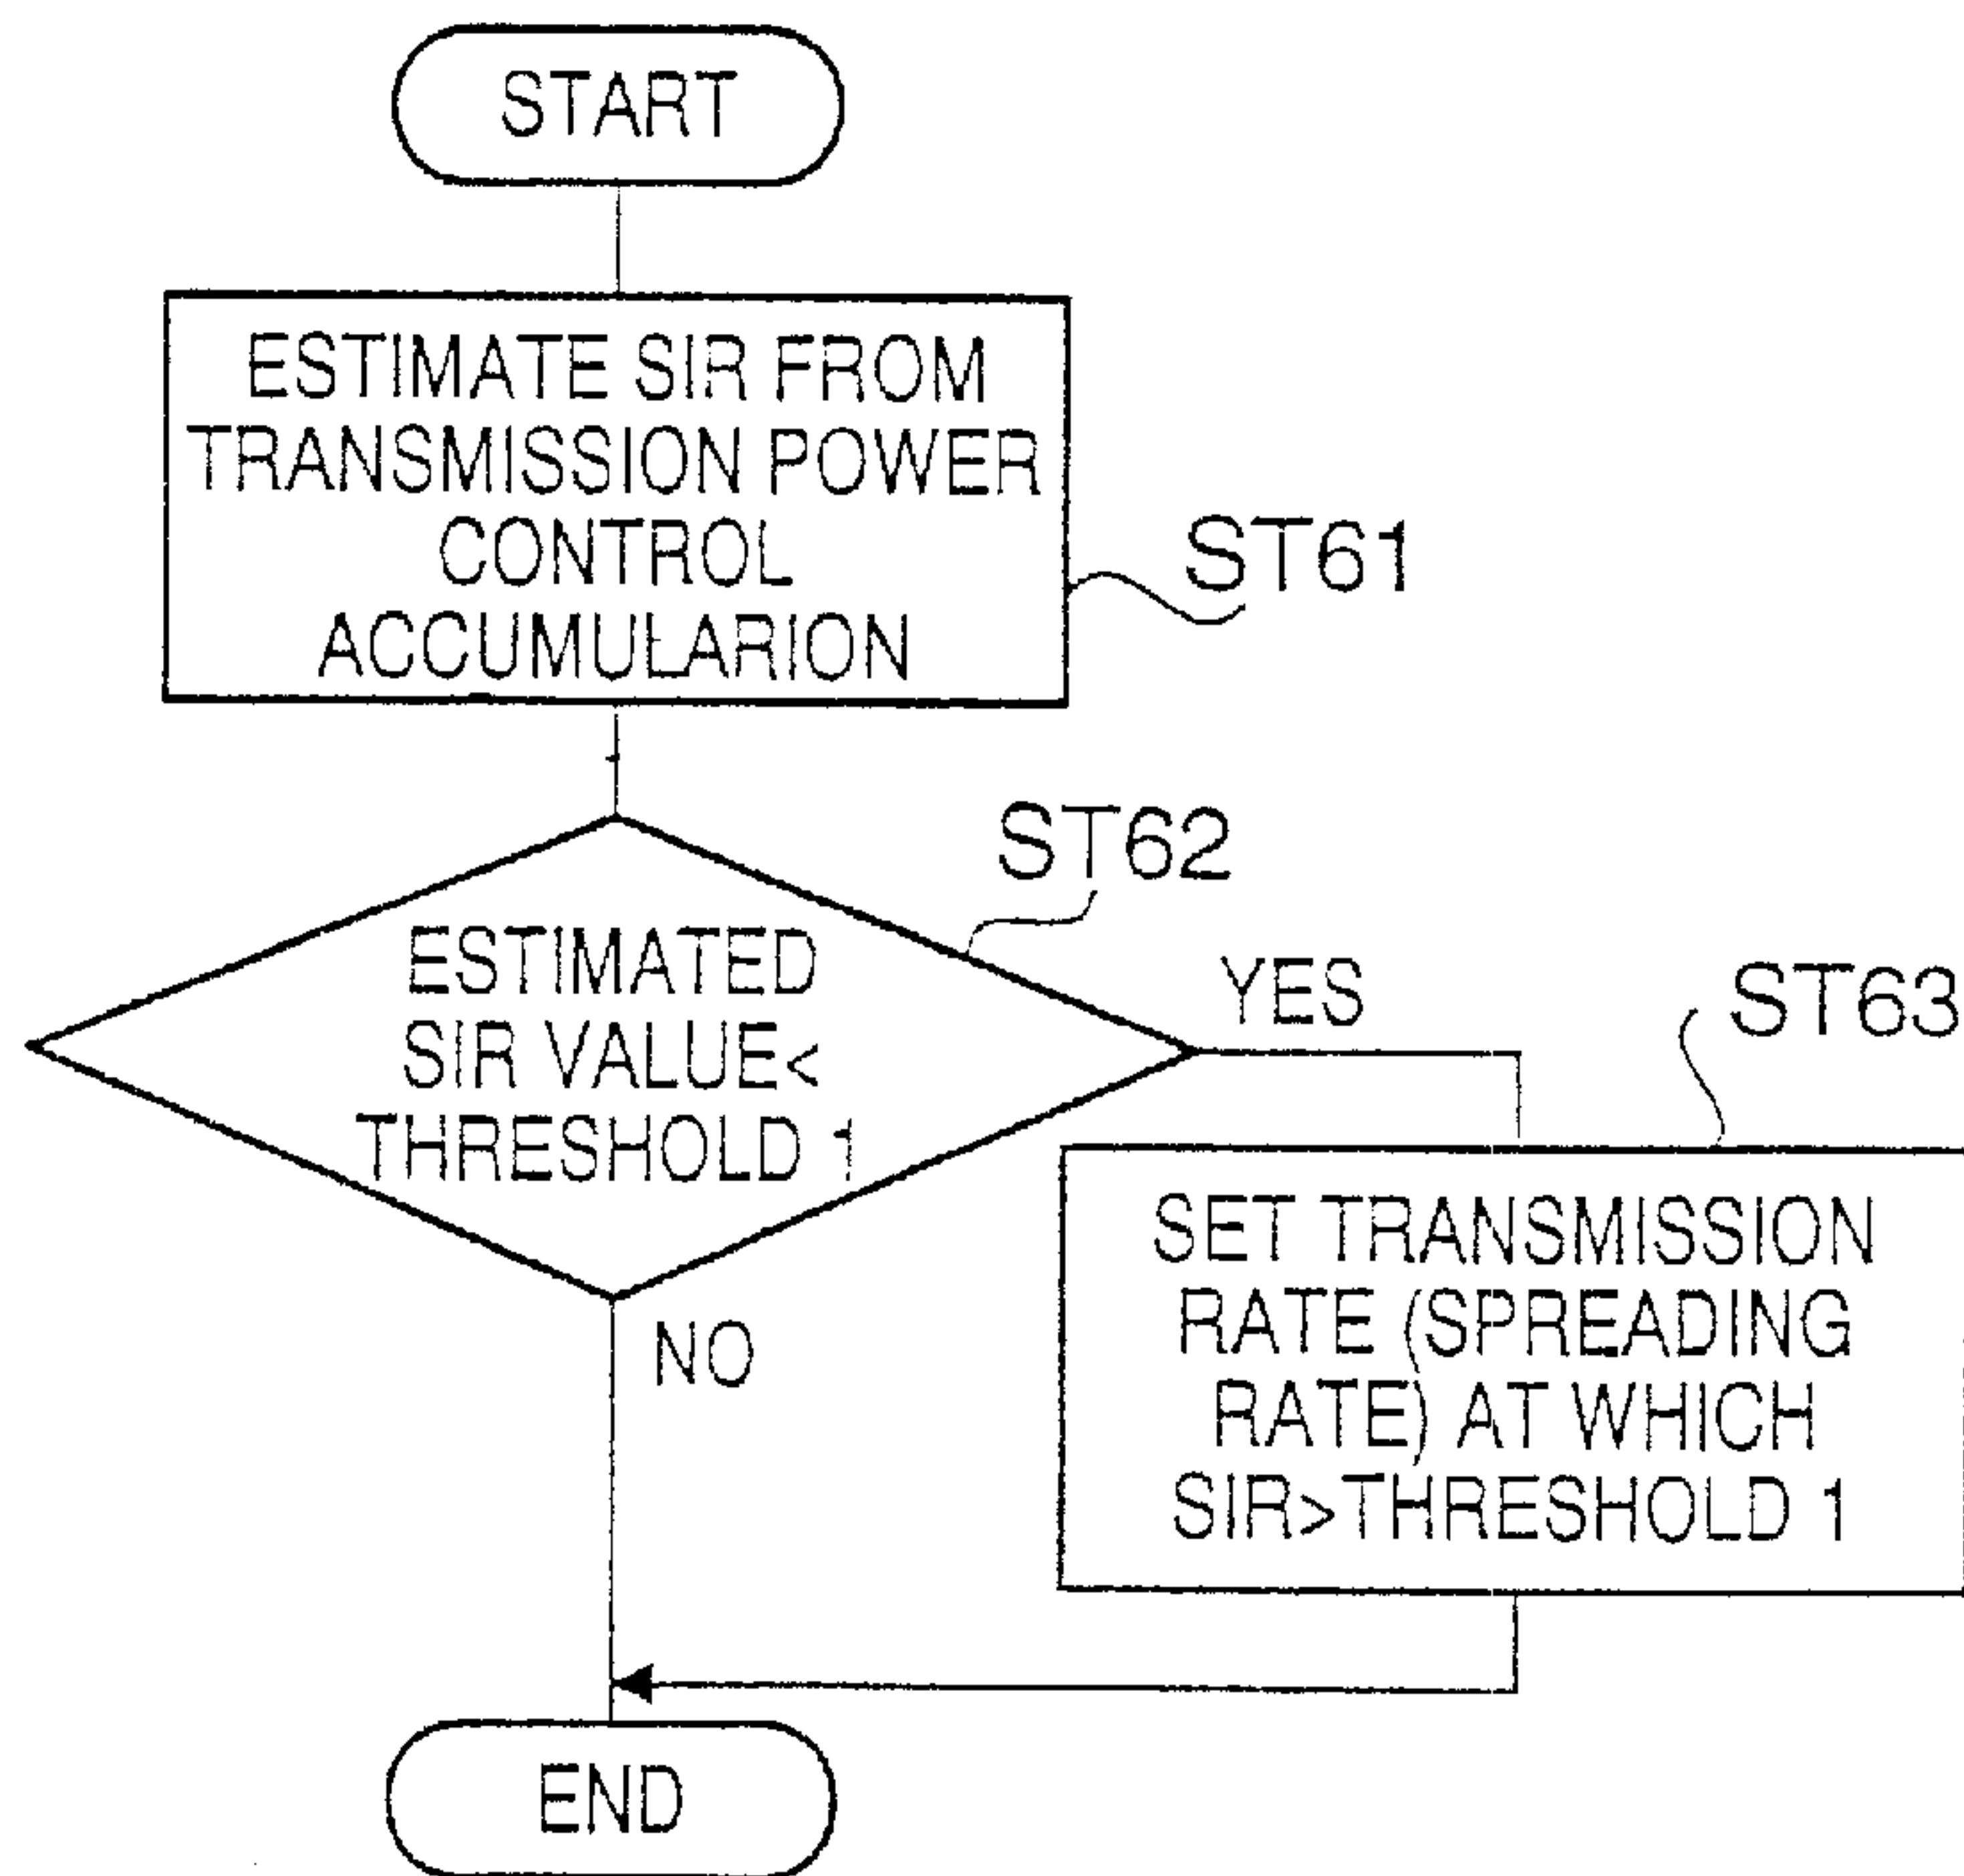 START
ESTIMATE SIR FROM
TRANSMISSION POWER
CONTROL
ACCUMULARION
ST61
ST62
ESTIMATED
SIR VALUE<
THRESHOLD 1
YES
NO
ST63
SET TRANSMISSION
RATE (SPREADING
RATE) AT WHICH
SIR>THRESHOLD 1
END